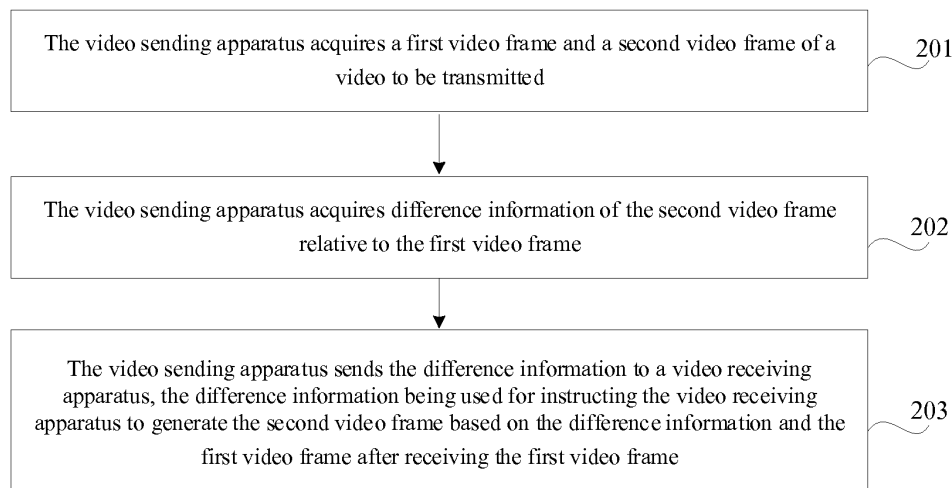 The video sending apparatus acquires a first video frame and a second video frame of a
video to be transmitted
201
The video sending apparatus acquires difference information of the second video frame
relative to the first video frame
202
The video sending apparatus sends the difference information to a video receiving
apparatus, the difference information being used for instructing the video receiving
apparatus to generate the second video frame based on the difference information and the
first video frame after receiving the first video frame
203